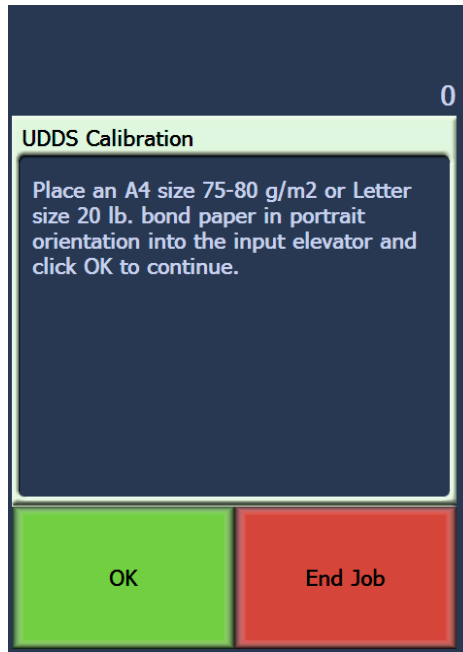 0
UDDS Calibration
Place an A4 size 75-80 g/m2 or Letter
size 20 lb. bond paper in portrait
orientation into the input elevator and
click OK to continue.
OK
End Job